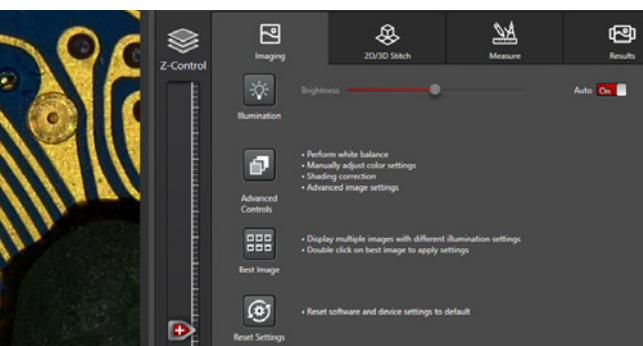 Z-Control
Imaging
2D/3D Stitch
Measure
Results
Illumination
Brightness
Auto
On
Advanced
Controls
• Perform white balance
• Manually adjust color settings
• Shading correction
• Advanced image settings
Best Image
• Display multiple images with different illumination settings
• Double click on best image to apply settings
Reset Settings
• Reset software and device settings to default